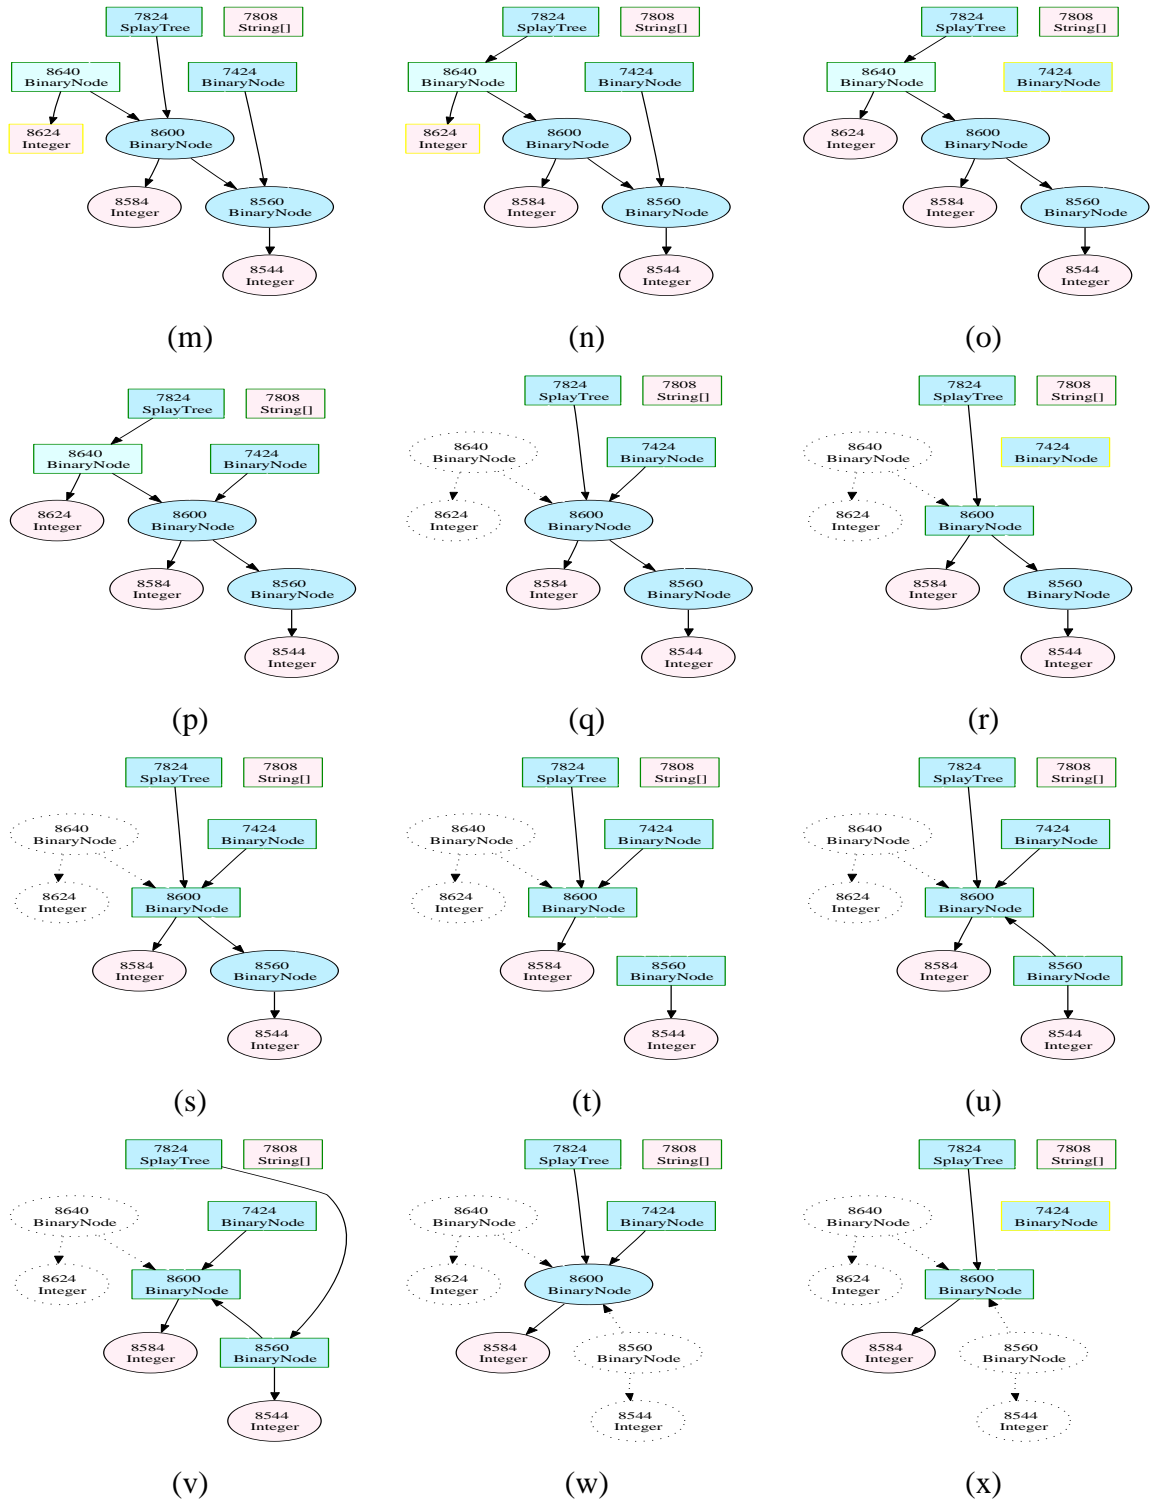 7824
SplayTree
7808
String[]
8640
BinaryNode
7424
BinaryNode
8624
Integer
8600
BinaryNode
8584
Integer
8560
BinaryNode
8544
Integer
(m)
7824
SplayTree
7808
String[]
8640
BinaryNode
7424
BinaryNode
8624
Integer
8600
BinaryNode
8584
Integer
8560
BinaryNode
8544
Integer
(n)
7824
SplayTree
7808
String[]
8640
BinaryNode
7424
BinaryNode
8624
Integer
8600
BinaryNode
8584
Integer
8560
BinaryNode
8544
Integer
(o)
7824
SplayTree
7808
String[]
8640
BinaryNode
7424
BinaryNode
8624
Integer
8600
BinaryNode
8584
Integer
8560
BinaryNode
8544
Integer
(p)
7824
SplayTree
7808
String[]
8640
BinaryNode
7424
BinaryNode
8624
Integer
8600
BinaryNode
8584
Integer
8560
BinaryNode
8544
Integer
(q)
7824
SplayTree
7808
String[]
8640
BinaryNode
7424
BinaryNode
8624
Integer
8600
BinaryNode
8584
Integer
8560
BinaryNode
8544
Integer
(r)
7824
SplayTree
7808
String[]
8640
BinaryNode
7424
BinaryNode
8624
Integer
8600
BinaryNode
8584
Integer
8560
BinaryNode
8544
Integer
(s)
7824
SplayTree
7808
String[]
8640
BinaryNode
7424
BinaryNode
8624
Integer
8600
BinaryNode
8584
Integer
8560
BinaryNode
8544
Integer
(t)
7824
SplayTree
7808
String[]
8640
BinaryNode
7424
BinaryNode
8624
Integer
8600
BinaryNode
8584
Integer
8560
BinaryNode
8544
Integer
(u)
7824
SplayTree
7808
String[]
8640
BinaryNode
7424
BinaryNode
8624
Integer
8600
BinaryNode
8584
Integer
8560
BinaryNode
8544
Integer
(v)
7824
SplayTree
7808
String[]
8640
BinaryNode
7424
BinaryNode
8624
Integer
8600
BinaryNode
8584
Integer
8560
BinaryNode
8544
Integer
(w)
7824
SplayTree
7808
String[]
8640
BinaryNode
7424
BinaryNode
8624
Integer
8600
BinaryNode
8584
Integer
8560
BinaryNode
8544
Integer
(x)